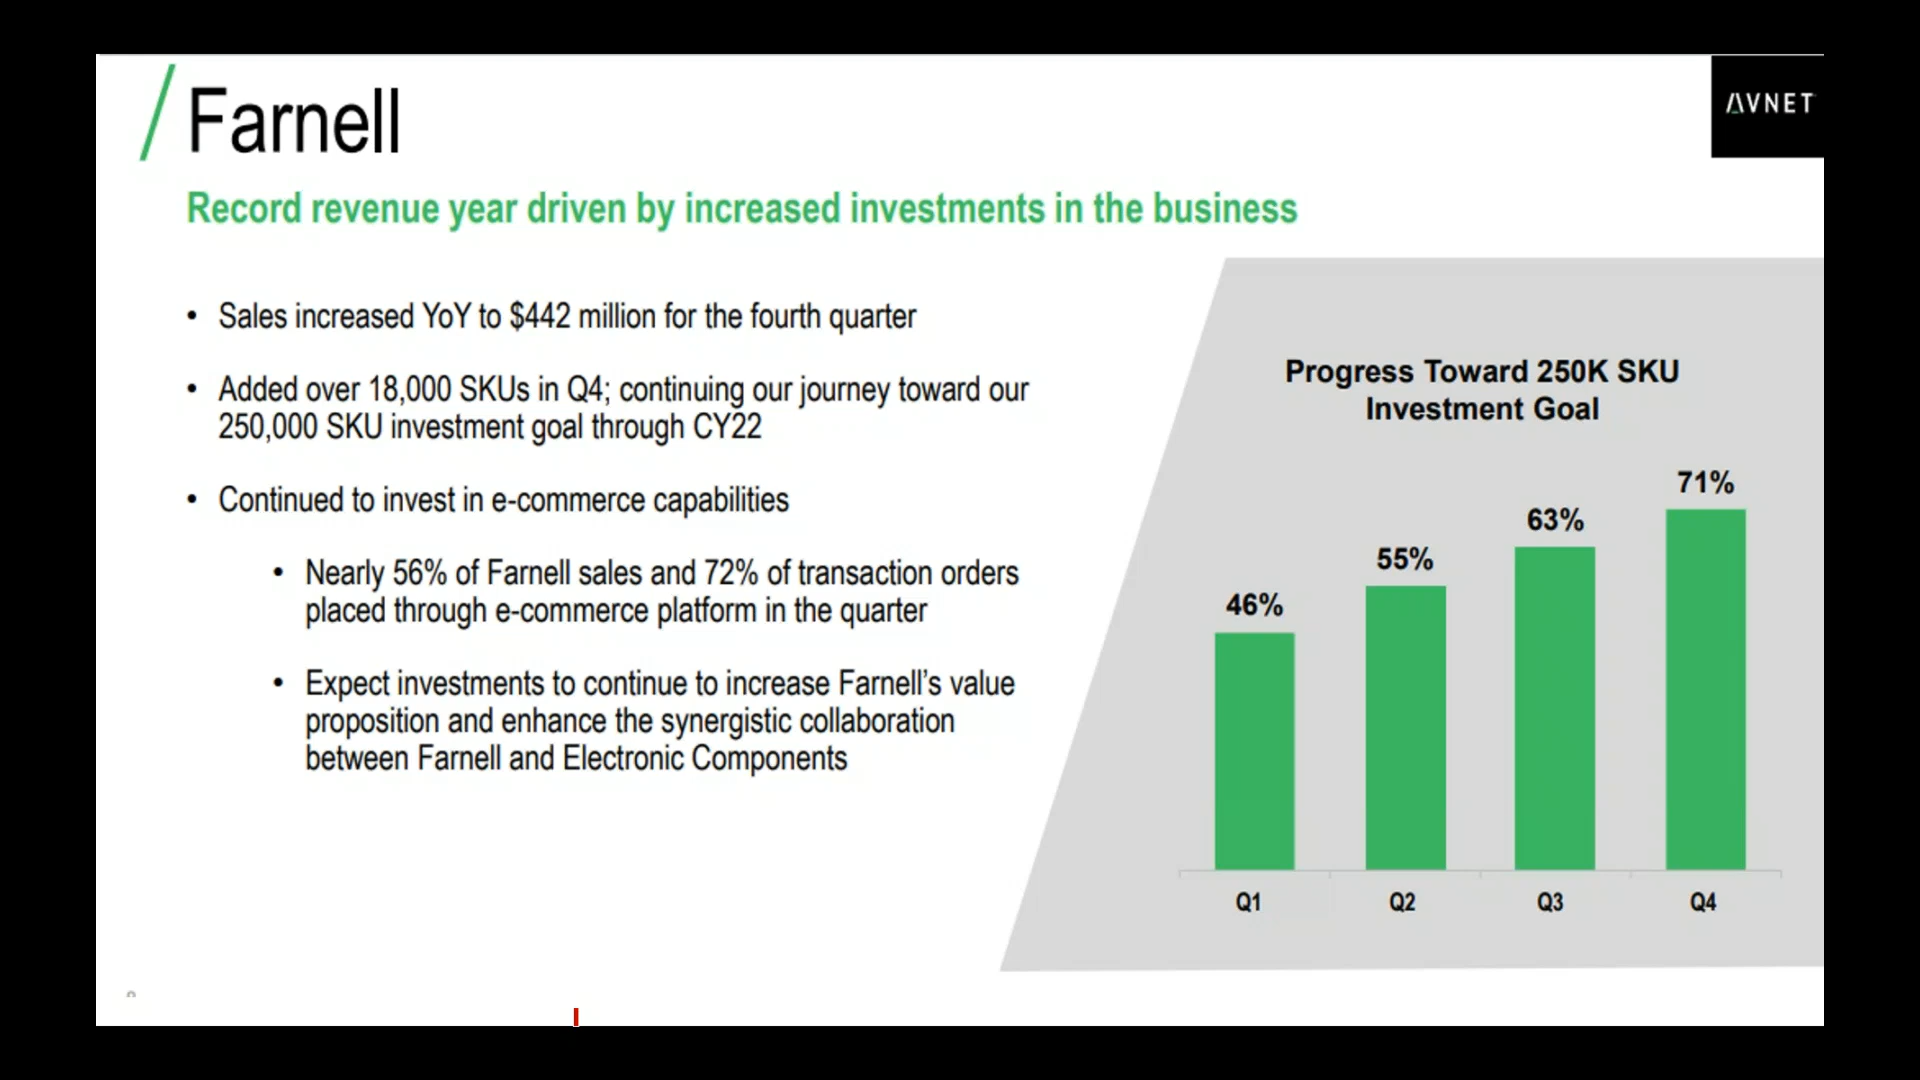 Farnell
AVNET
Record revenue year driven by increased investments in the business
• Sales increased YoY to $442 million for the fourth quarter
• Added over 18,000 SKUs in Q4; continuing our journey toward our
250,000 SKU investment goal through CY22
• Continued to invest in e-commerce capabilities
• Nearly 56% of Farnell sales and 72% of transaction orders
placed through e-commerce platform in the quarter
• Expect investments to continue to increase Farnell’s value
proposition and enhance the synergistic collaboration
between Farnell and Electronic Components
Progress Toward 250K SKU
Investment Goal
46%
55%
63%
71%
Q1
Q2
Q3
Q4